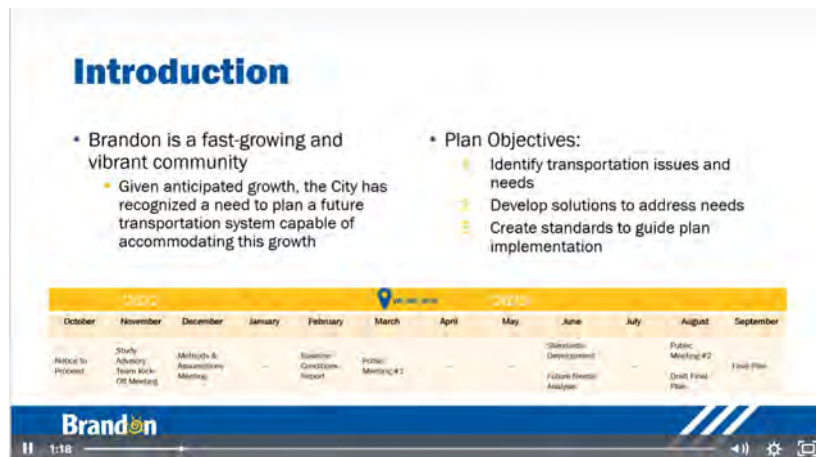 Introduction
• Brandon is a fast-growing and
vibrant community
• Given anticipated growth, the City has
recognized a need to plan a future
transportation system capable of
accommodating this growth
• Plan Objectives:
Identify transportation issues and
needs
Develop solutions to address needs
Create standards to guide plan
implementation
October November December January February March April May June July August September
Notice to
Proceed
Study
Advisory
Team Kick-
Off Meeting
Methods &
Assumptions
Meeting
–
Baseline
Conditions
Report
Public
Meeting #1
–
–
Standards
Development
Future Needs
Analysis
–
Public
Meeting #2
Draft Final
Plan
Final Plan
Brandon
1:18